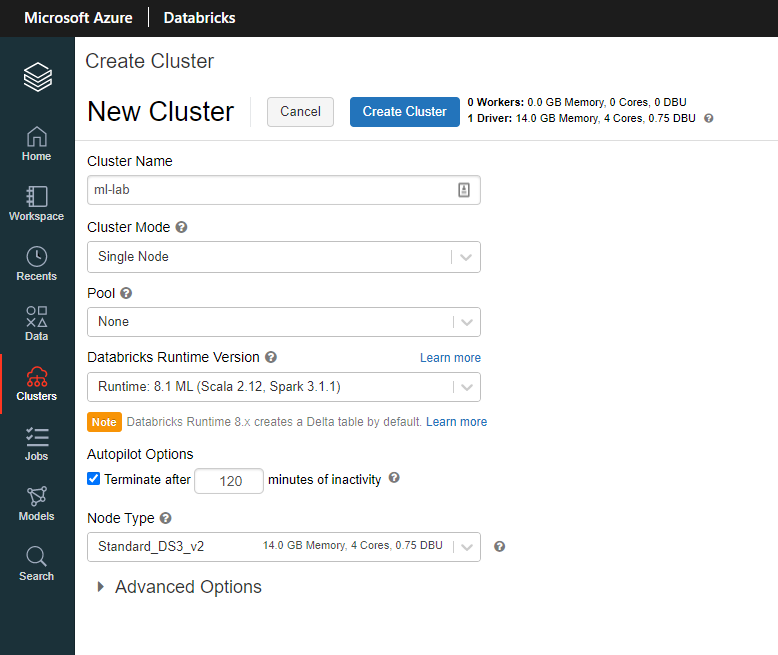 Microsoft Azure Databricks
Home
Workspace
Recents
Data
Clusters
Jobs
Models
Search
Create Cluster
New Cluster
Cancel
Create Cluster
0 Workers: 0.0 GB Memory, 0 Cores, 0 DBU
1 Driver: 14.0 GB Memory, 4 Cores, 0.75 DBU ?
Cluster Name
ml-lab
Cluster Mode ?
Single Node
Pool ?
None
Databricks Runtime Version ? Learn more
Runtime: 8.1 ML (Scala 2.12, Spark 3.1.1)
Note Databricks Runtime 8.x creates a Delta table by default. Learn more
Autopilot Options
Terminate after 120 minutes of inactivity ?
Node Type ?
Standard_DS3_v2 14.0 GB Memory, 4 Cores, 0.75 DBU ?
Advanced Options